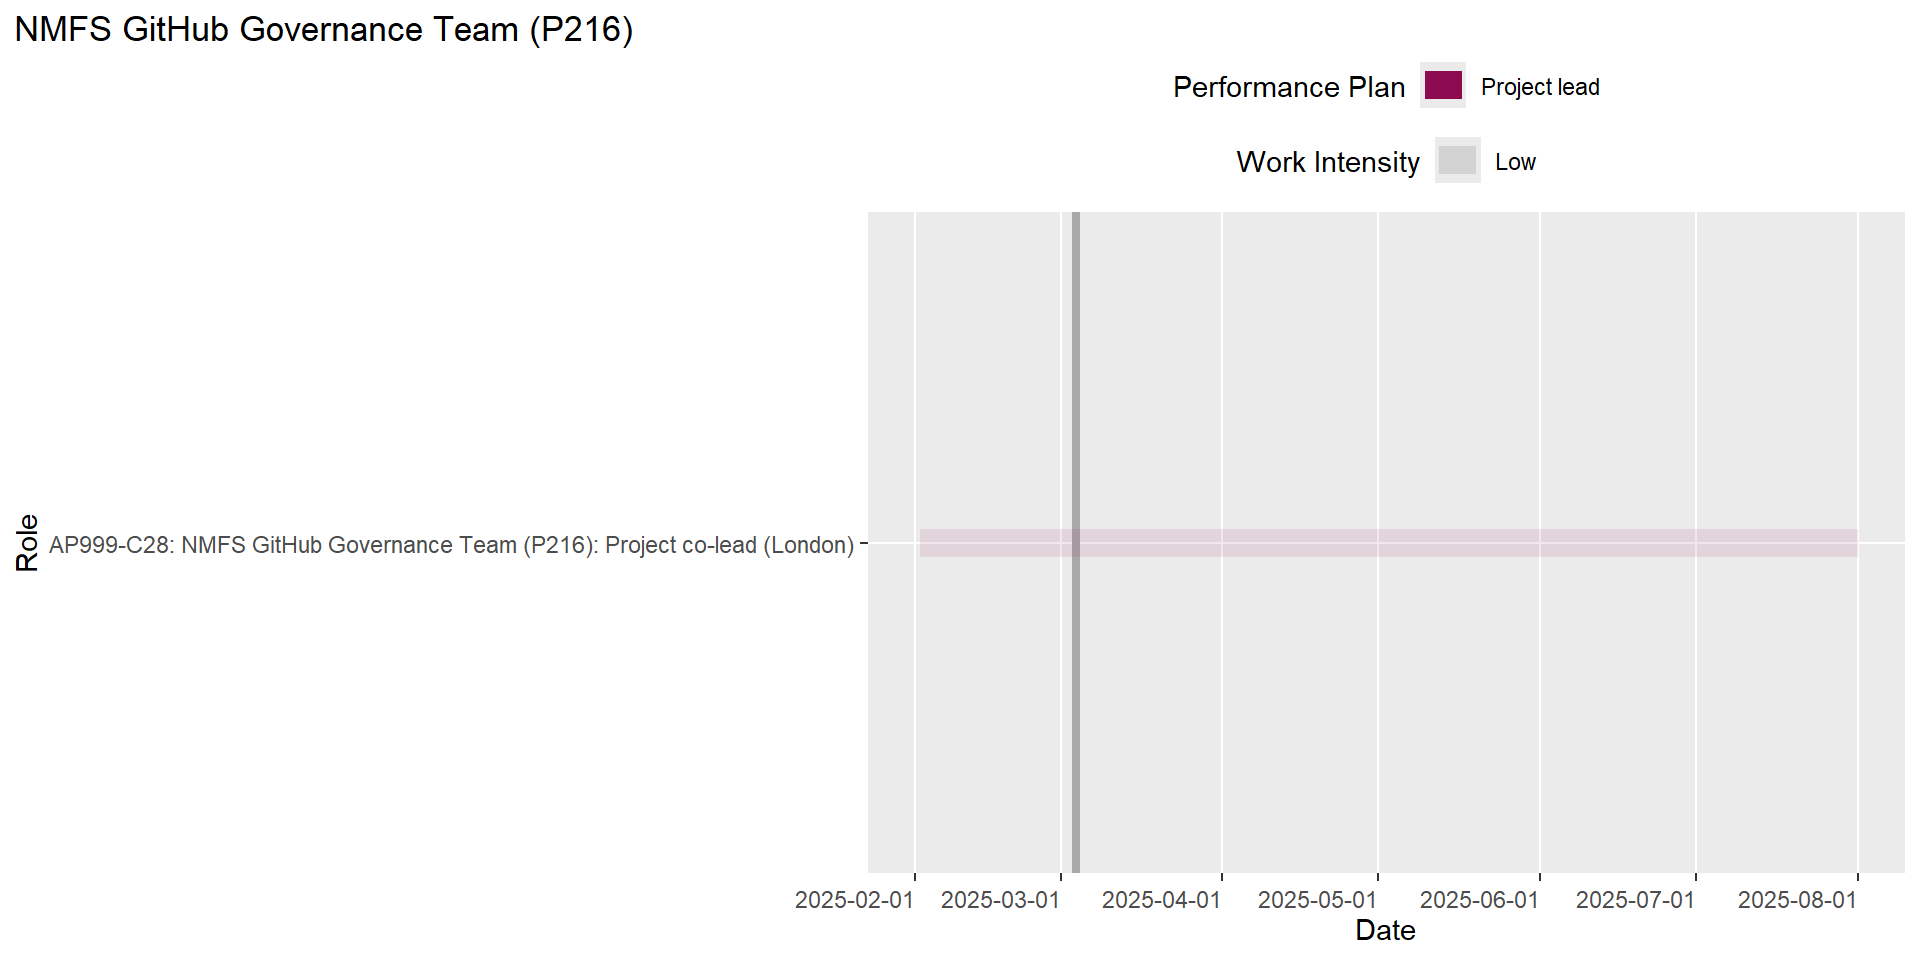 NMFS GitHub Governance Team (P216)
Performance Plan Project lead
Work Intensity Low
Role
AP999-C28: NMFS GitHub Governance Team (P216): Project co-lead (London)
2025-02-01 2025-03-01 2025-04-01 2025-05-01 2025-06-01 2025-07-01 2025-08-01
Date